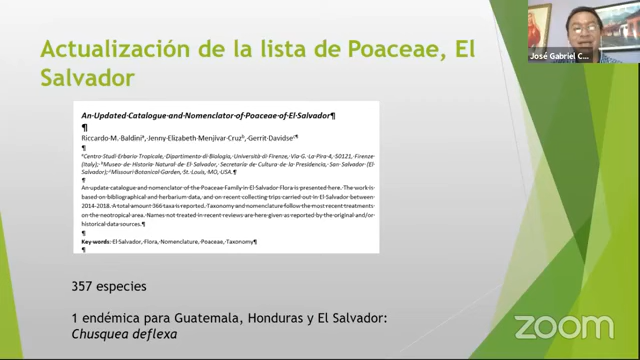 Actualización de la lista de Poaceae, El
Salvador
José Gabriel C...
An·Updated·Catalogue·and·Nomenclator·of·Poaceae·of·El·Salvador¶
¶
Riccardo·M.·Baldiniᵃ,·Jenny·Elizabeth·Menjívar·Cruzᵇ,·Gerrit·Davidseᶜ¶
¶
ᵃCentro·Studi·Erbario·Tropicale,·Dipartimento·di·Biologia,·Università·di·Firenze,·Via·G.·La·Pira·4,·50121,·Firenze·
(Italy);·ᵇMuseo·de·Historia·Natural·de·El·Salvador,·Secretaría·de·Cultura·de·la·Presidencia,·San·Salvador·(El·
Salvador);·ᶜMissouri·Botanical·Garden,·St.·Louis,·MO,·USA.¶
¶
An·update·catalogue·and·nomenclator·of·the·Poaceae·Family·in·El·Salvador·Flora·is·presented·here.·The·work·is·
based·on·bibliographical·and·herbarium·data,·and·on·recent·collecting·trips·carried·out·in·El·Salvador·between·
2014-2018.·A·total·amount·366·taxa·is·reported.·Taxonomy·and·nomenclature·follow·the·most·recent·treatments·
on·the·neotropical·area.·Names·not·treated·in·recent·reviews·are·here·given·as·reported·by·the·original·and/or·
historical·data·sources.¶
¶
Key·words:·El·Salvador,·Flora,·Nomenclature,·Poaceae,·Taxonomy¶
¶
357 especies
1 endémica para Guatemala, Honduras y El Salvador:
Chusquea deflexa
zoom